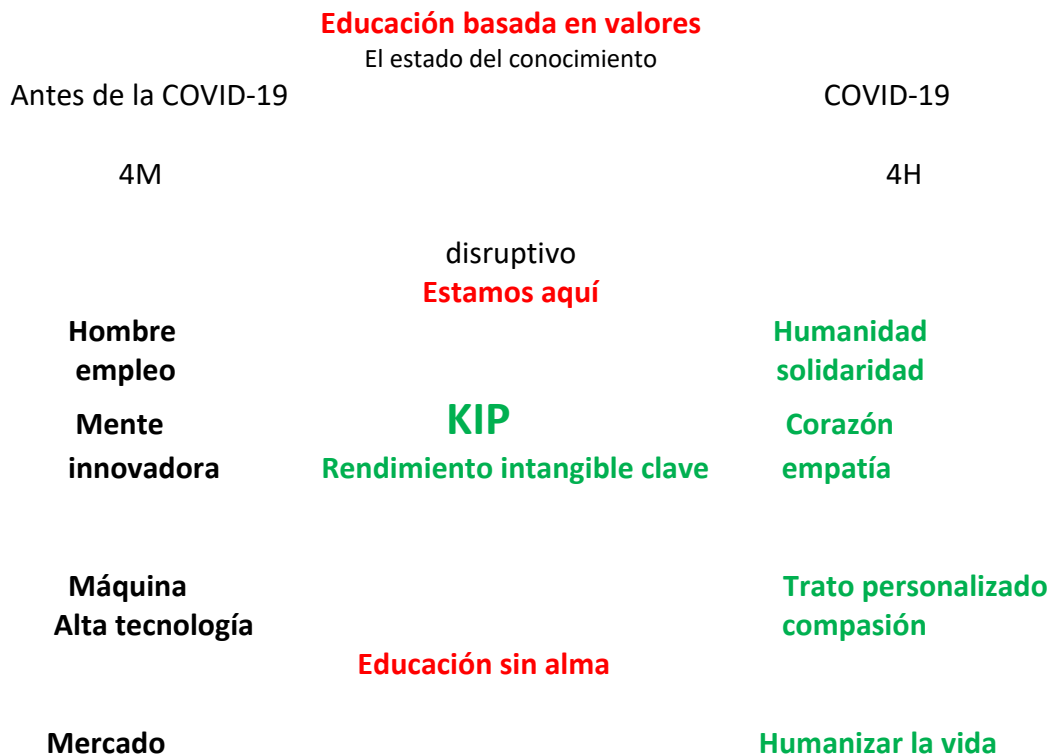 Educación basada en valores
El estado del conocimiento
Antes de la COVID-19 COVID-19
4M 4H
disruptivo
Estamos aquí
Hombre Humanidad
empleo solidaridad
Mente KIP Corazón
innovadora Rendimiento intangible clave empatía
Máquina Trato personalizado
Alta tecnología compasión
Educación sin alma
Mercado Humanizar la vida